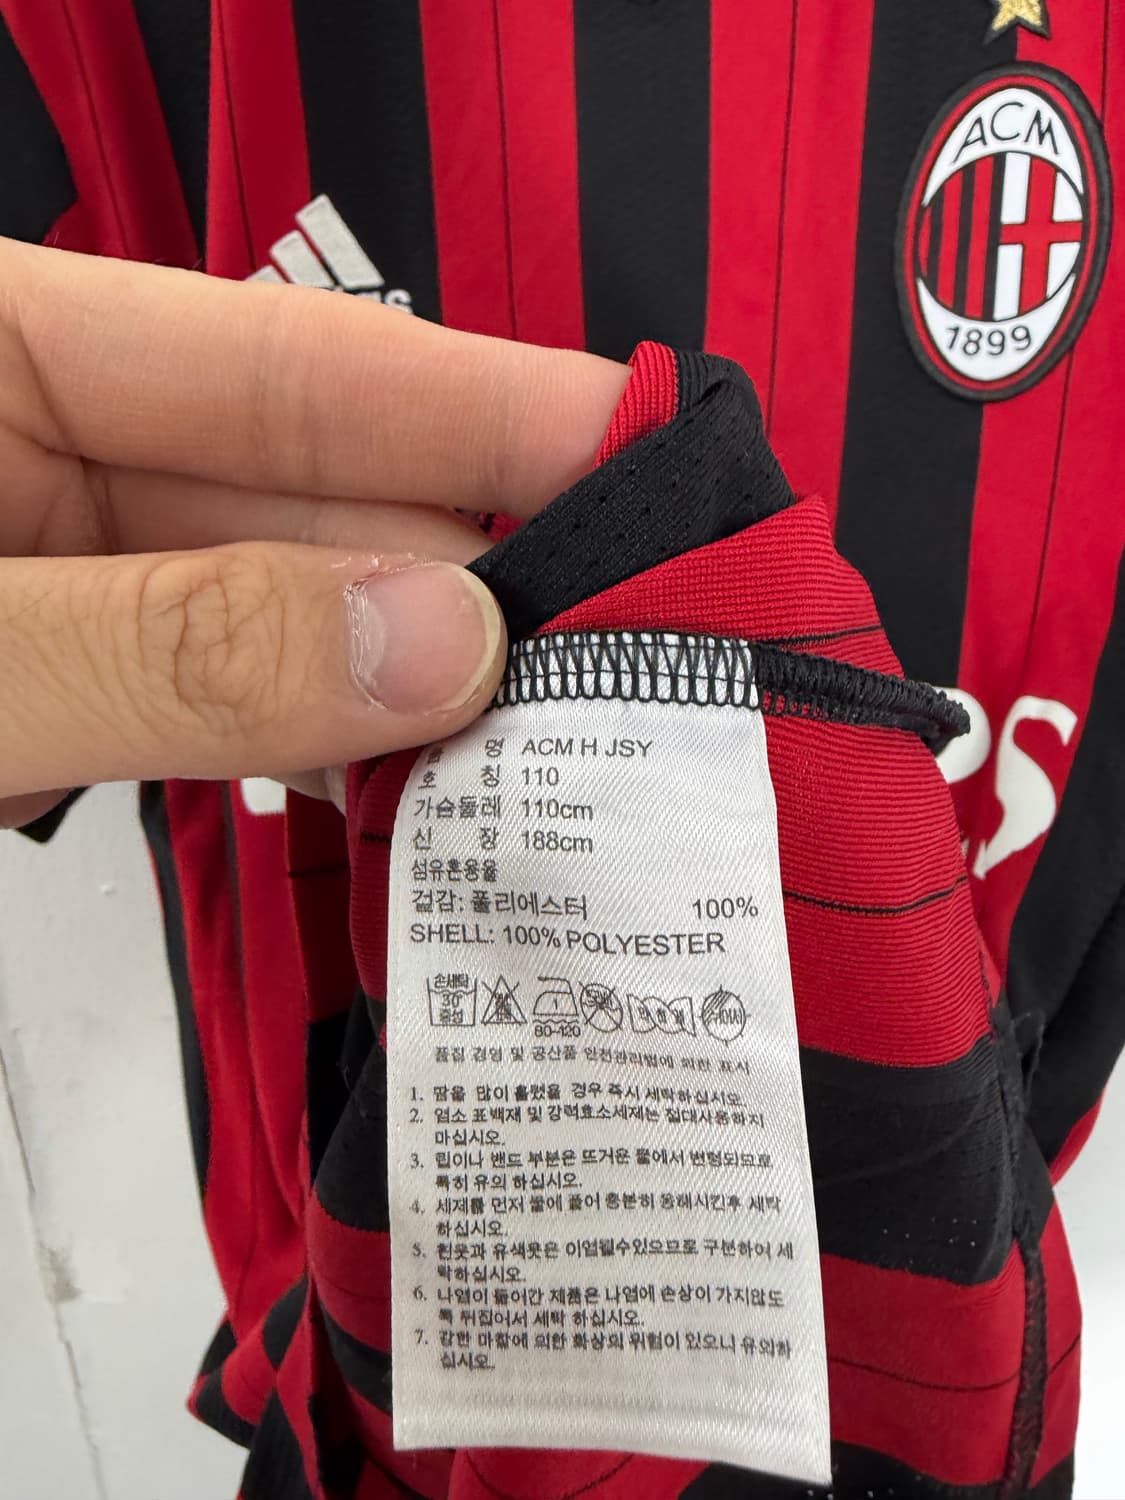 ACM
1899
명 ACM H JSY
호 칭 110
가슴둘레 110cm
신 장 188cm
섬유혼용율
겉감: 폴리에스터 100%
SHELL: 100% POLYESTER
손세탁
30
중성
80~120
품질 경영 및 공산품 안전관리법에 의한 표시
1. 땀을 많이 흘렸을 경우 즉시 세탁하십시오.
2. 염소 표백재 및 강력효소세제는 절대사용하지
마십시오.
3. 립이나 밴드 부분은 뜨거운 물에서 변형되므로
특히 유의 하십시오.
4. 세제를 먼저 물에 풀어 충분히 용해시킨후 세탁
하십시오.
5. 흰옷과 유색옷은 이염될수있으므로 구분하여 세
탁하십시오.
6. 나염이 들어간 제품은 나염에 손상이 가지않도
록 뒤집어서 세탁 하십시오.
7. 강한 마찰에 의한 화상의 위험이 있으니 유의하
십시오.